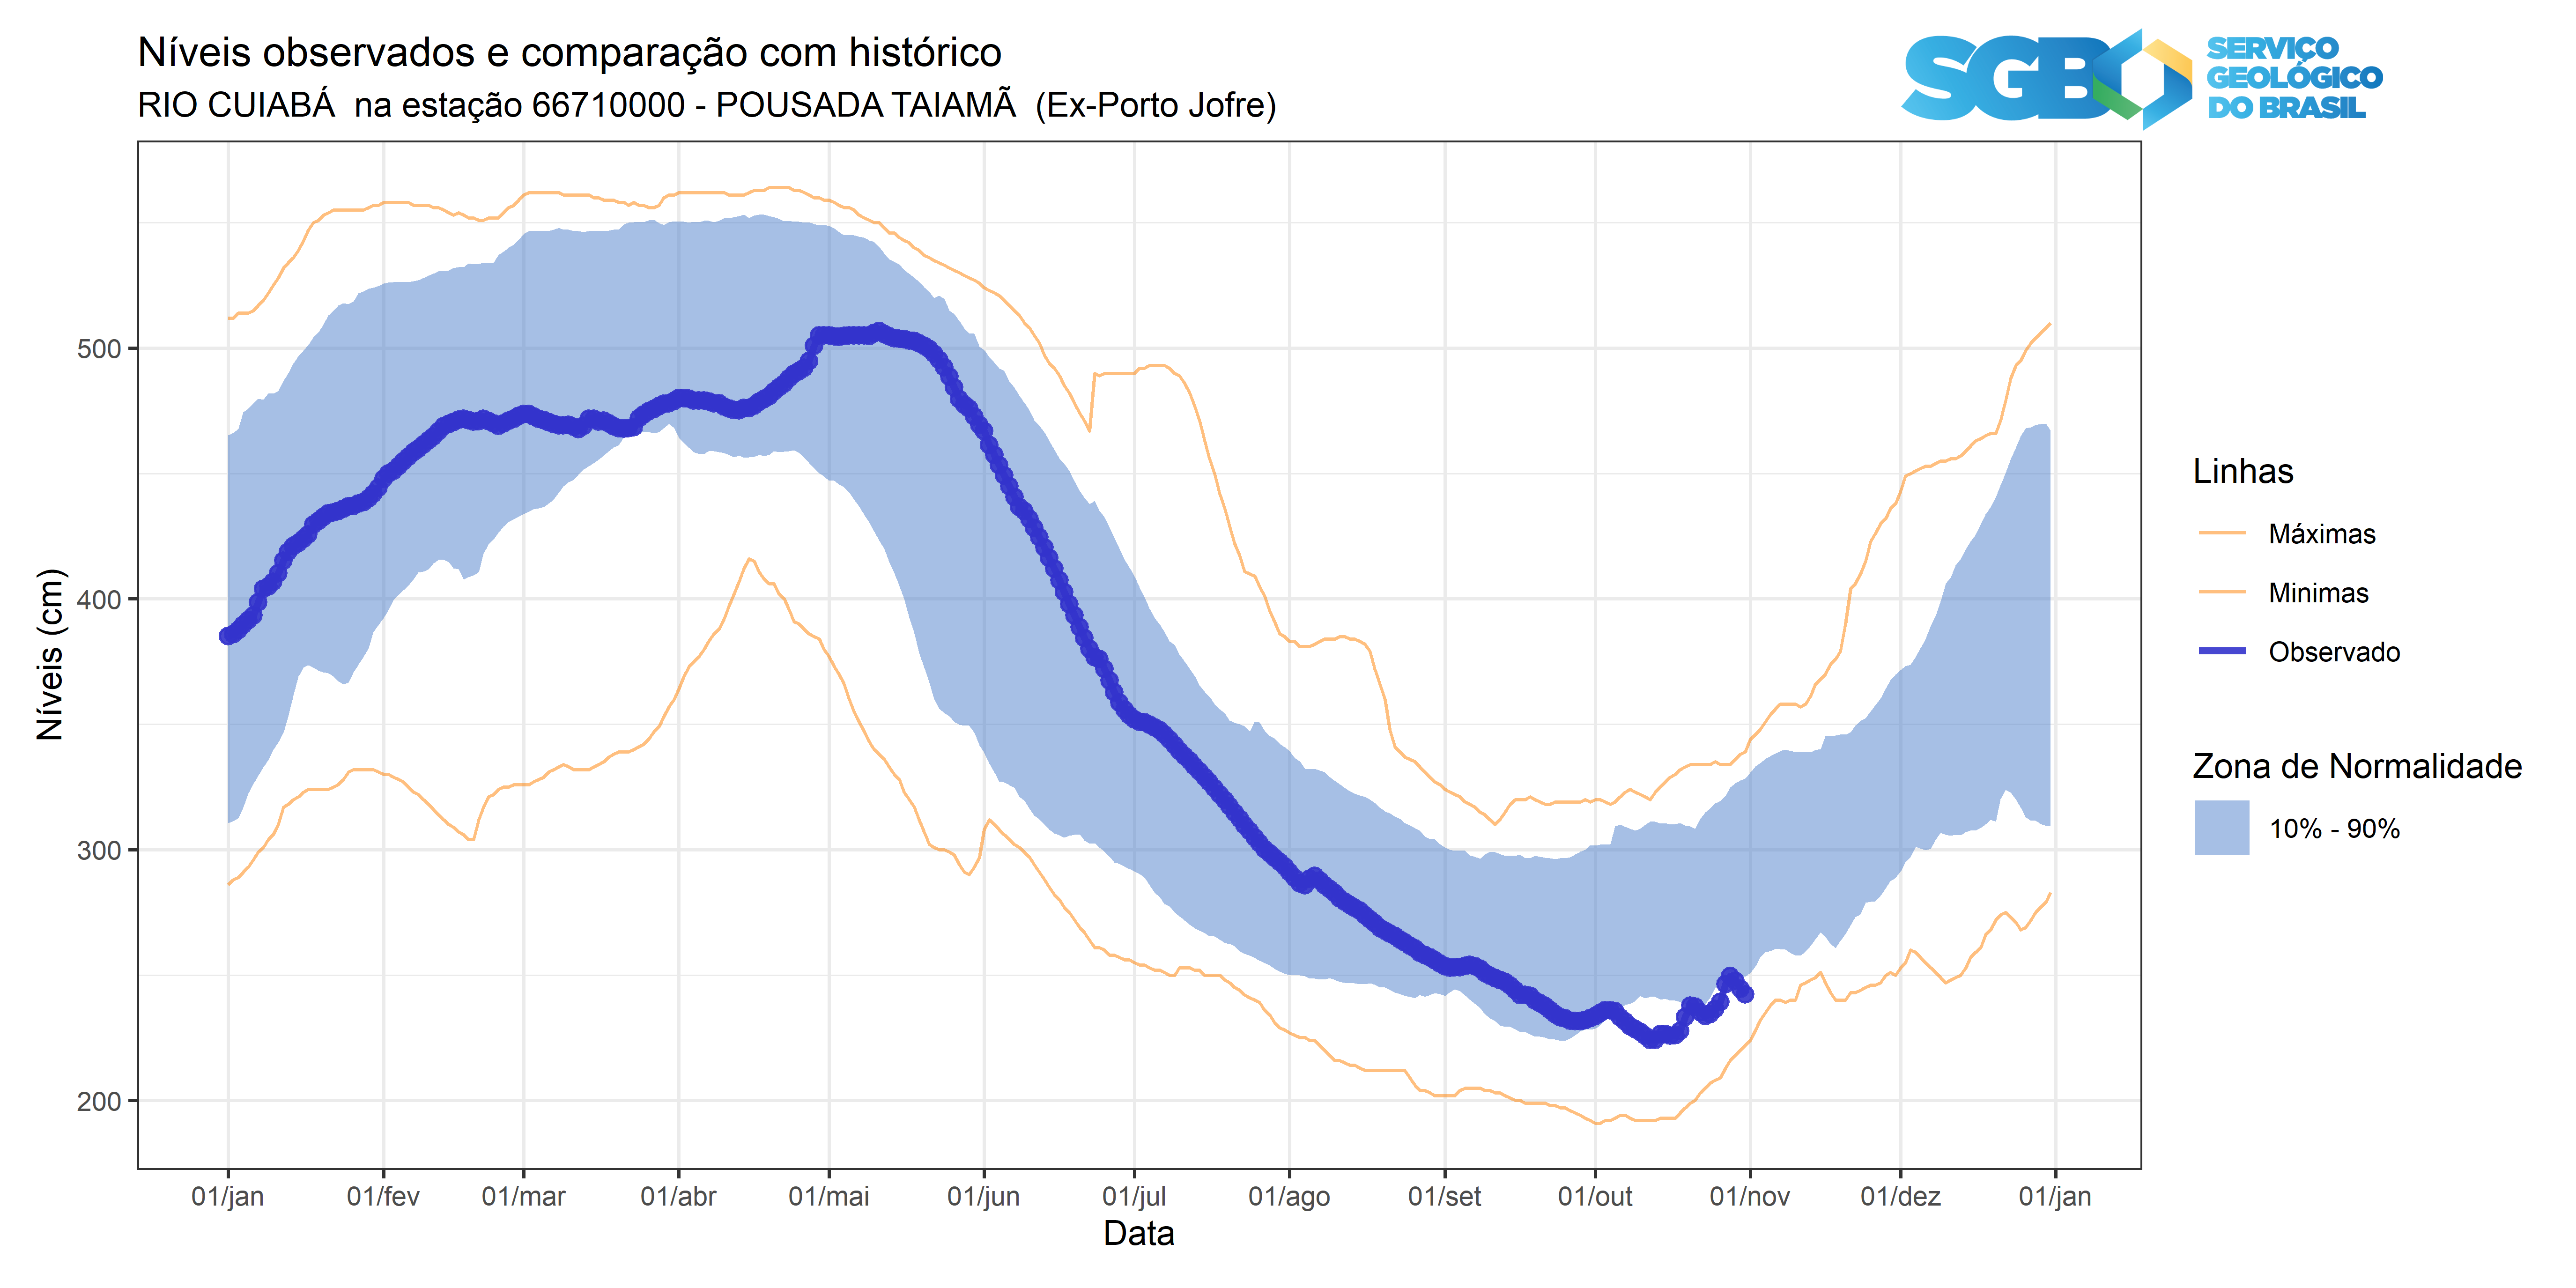 Níveis observados e comparação com histórico
RIO CUIABÁ  na estação 66710000 - POUSADA TAIAMÃ  (Ex-Porto Jofre)
SGB
SERVIÇO
GEOLÓGICO
DO BRASIL
Níveis (cm)
500
400
300
200
01/jan
01/fev
01/mar
01/abr
01/mai
01/jun
01/jul
01/ago
01/set
01/out
01/nov
01/dez
01/jan
Data
Linhas
Máximas
Minimas
Observado
Zona de Normalidade
10% - 90%